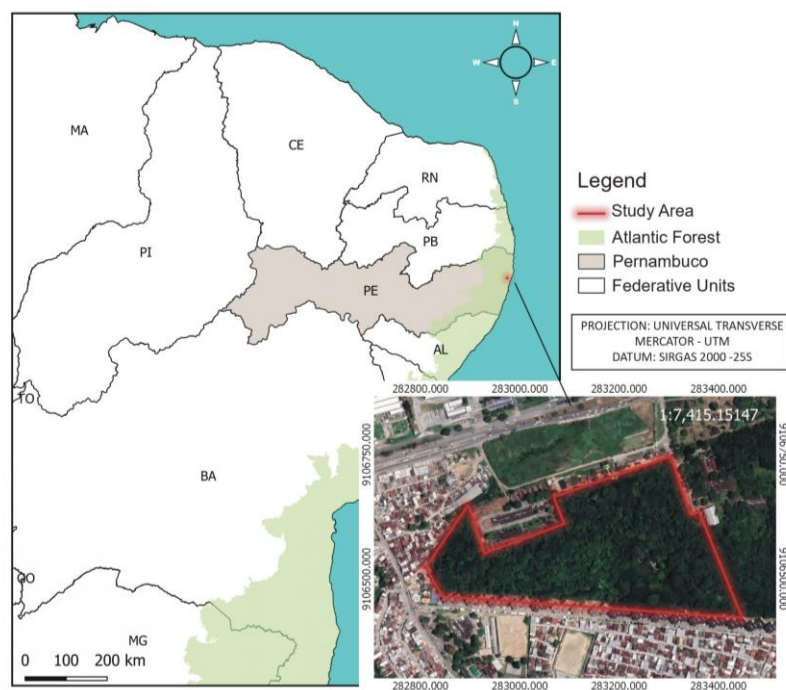 N
W E
S
MA
CE
RN
PB
PI
PE
AL
TO
BA
GO
MG
0 100 200 km
Legend
Study Area
Atlantic Forest
Pernambuco
Federative Units
PROJECTION: UNIVERSAL TRANSVERSE
MERCATOR - UTM
DATUM: SIRGAS 2000 -25S
282800.000 283000.000 283200.000 283400.000
1:7,415.15147
9106750.000 9106750.000
9106500.000 9106500.000
282800.000 283000.000 283200.000 283400.000